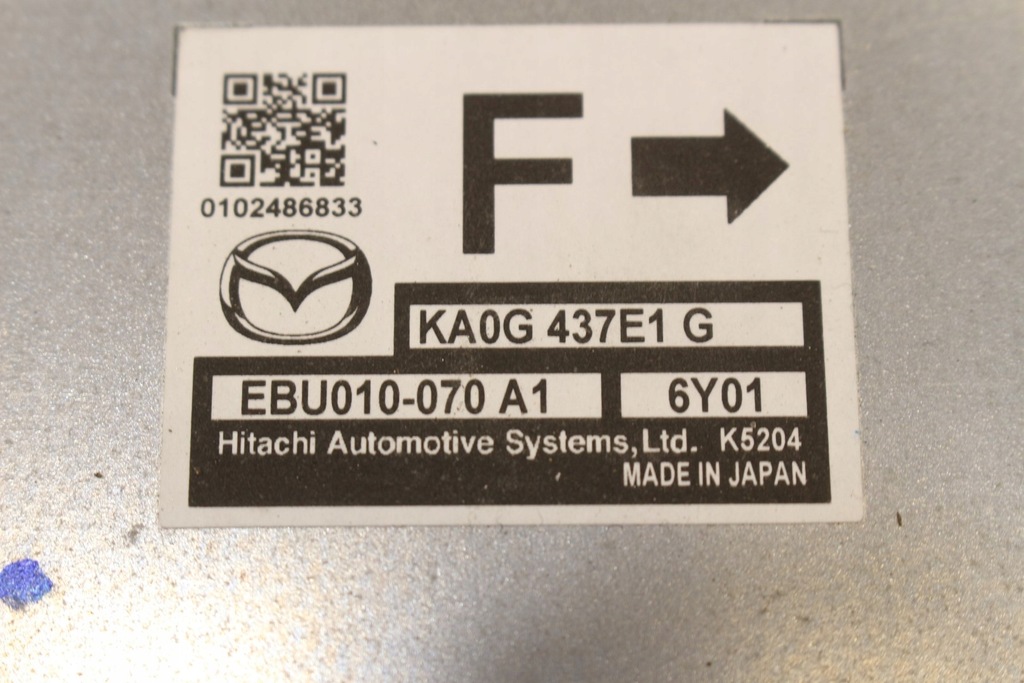 F
0102486833
KA0G 437E1 G
EBU010-070 A1 6Y01
Hitachi Automotive Systems,Ltd. K5204
MADE IN JAPAN